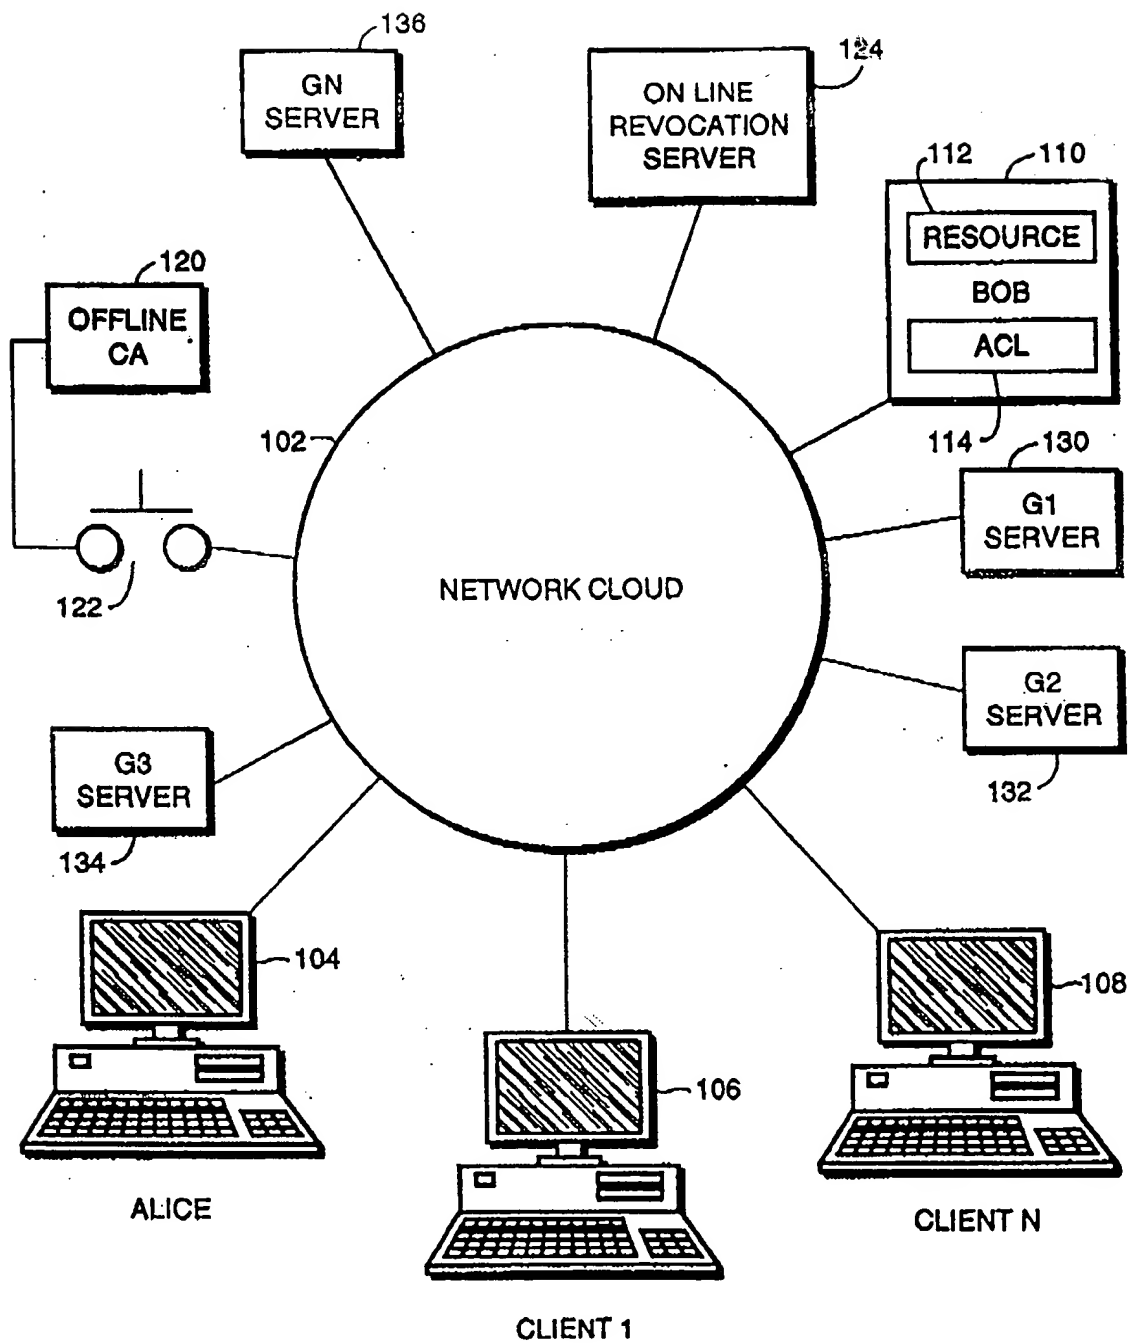 136
GN
SERVER
124
ON LINE
REVOCATION
SERVER
112
110
RESOURCE
BOB
ACL
114
120
OFFLINE
CA
102
122
130
G1
SERVER
NETWORK CLOUD
G2
SERVER
132
G3
SERVER
134
104
106
108
ALICE
CLIENT N
CLIENT 1